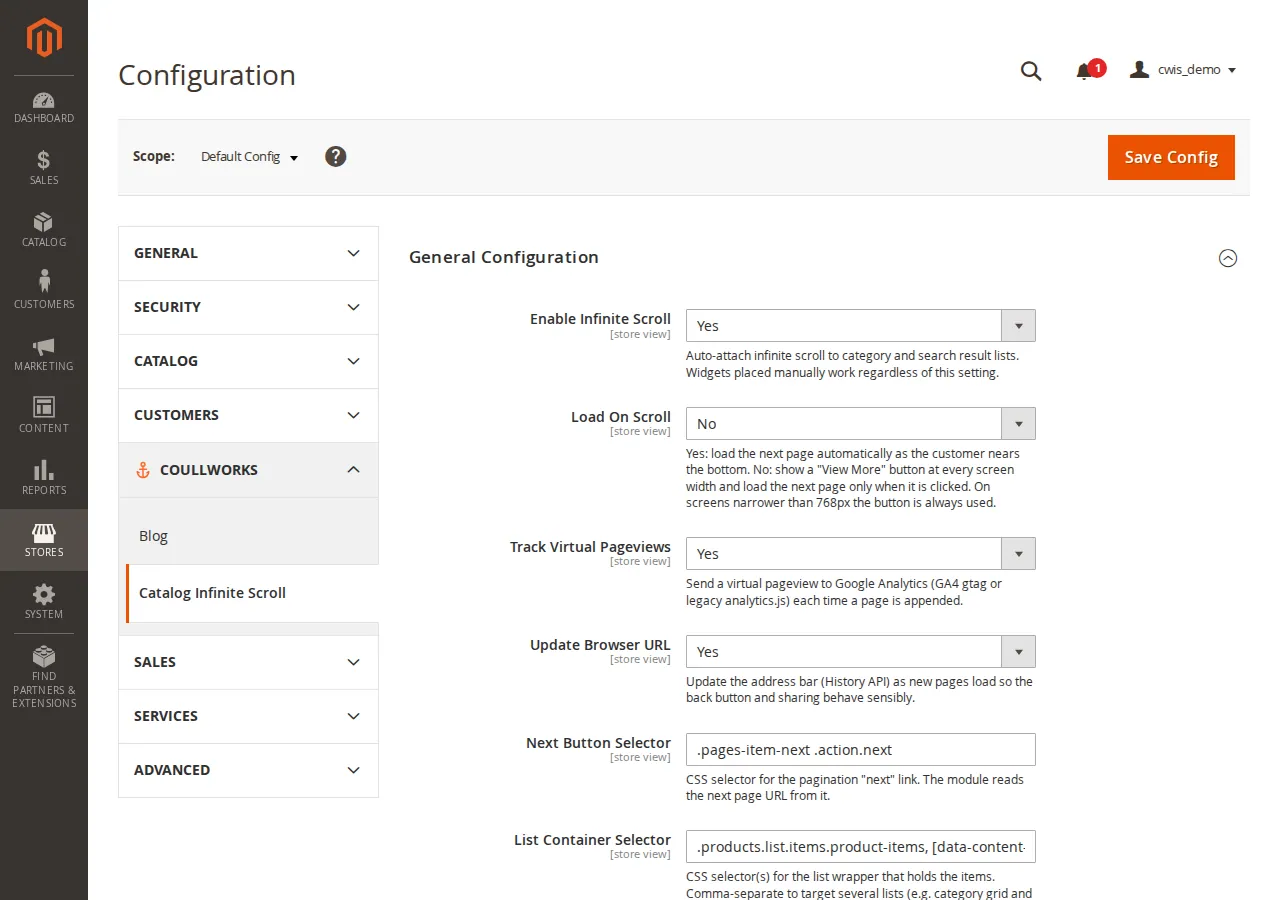 Configuration
1
cwis_demo
Scope:
Default Config
?
Save Config
DASHBOARD
$
SALES
CATALOG
CUSTOMERS
MARKETING
CONTENT
REPORTS
STORES
SYSTEM
FIND
PARTNERS &
EXTENSIONS
GENERAL
SECURITY
CATALOG
CUSTOMERS
COULLWORKS
Blog
Catalog Infinite Scroll
SALES
SERVICES
ADVANCED
General Configuration
Enable Infinite Scroll
[store view]
Yes
Auto-attach infinite scroll to category and search result lists.
Widgets placed manually work regardless of this setting.
Load On Scroll
[store view]
No
Yes: load the next page automatically as the customer nears
the bottom. No: show a "View More" button at every screen
width and load the next page only when it is clicked. On
screens narrower than 768px the button is always used.
Track Virtual Pageviews
[store view]
Yes
Send a virtual pageview to Google Analytics (GA4 gtag or
legacy analytics.js) each time a page is appended.
Update Browser URL
[store view]
Yes
Update the address bar (History API) as new pages load so the
back button and sharing behave sensibly.
Next Button Selector
[store view]
.pages-item-next .action.next
CSS selector for the pagination "next" link. The module reads
the next page URL from it.
List Container Selector
[store view]
.products.list.items.product-items, [data-content-
CSS selector(s) for the list wrapper that holds the items.
Comma-separate to target several lists (e.g. category grid and